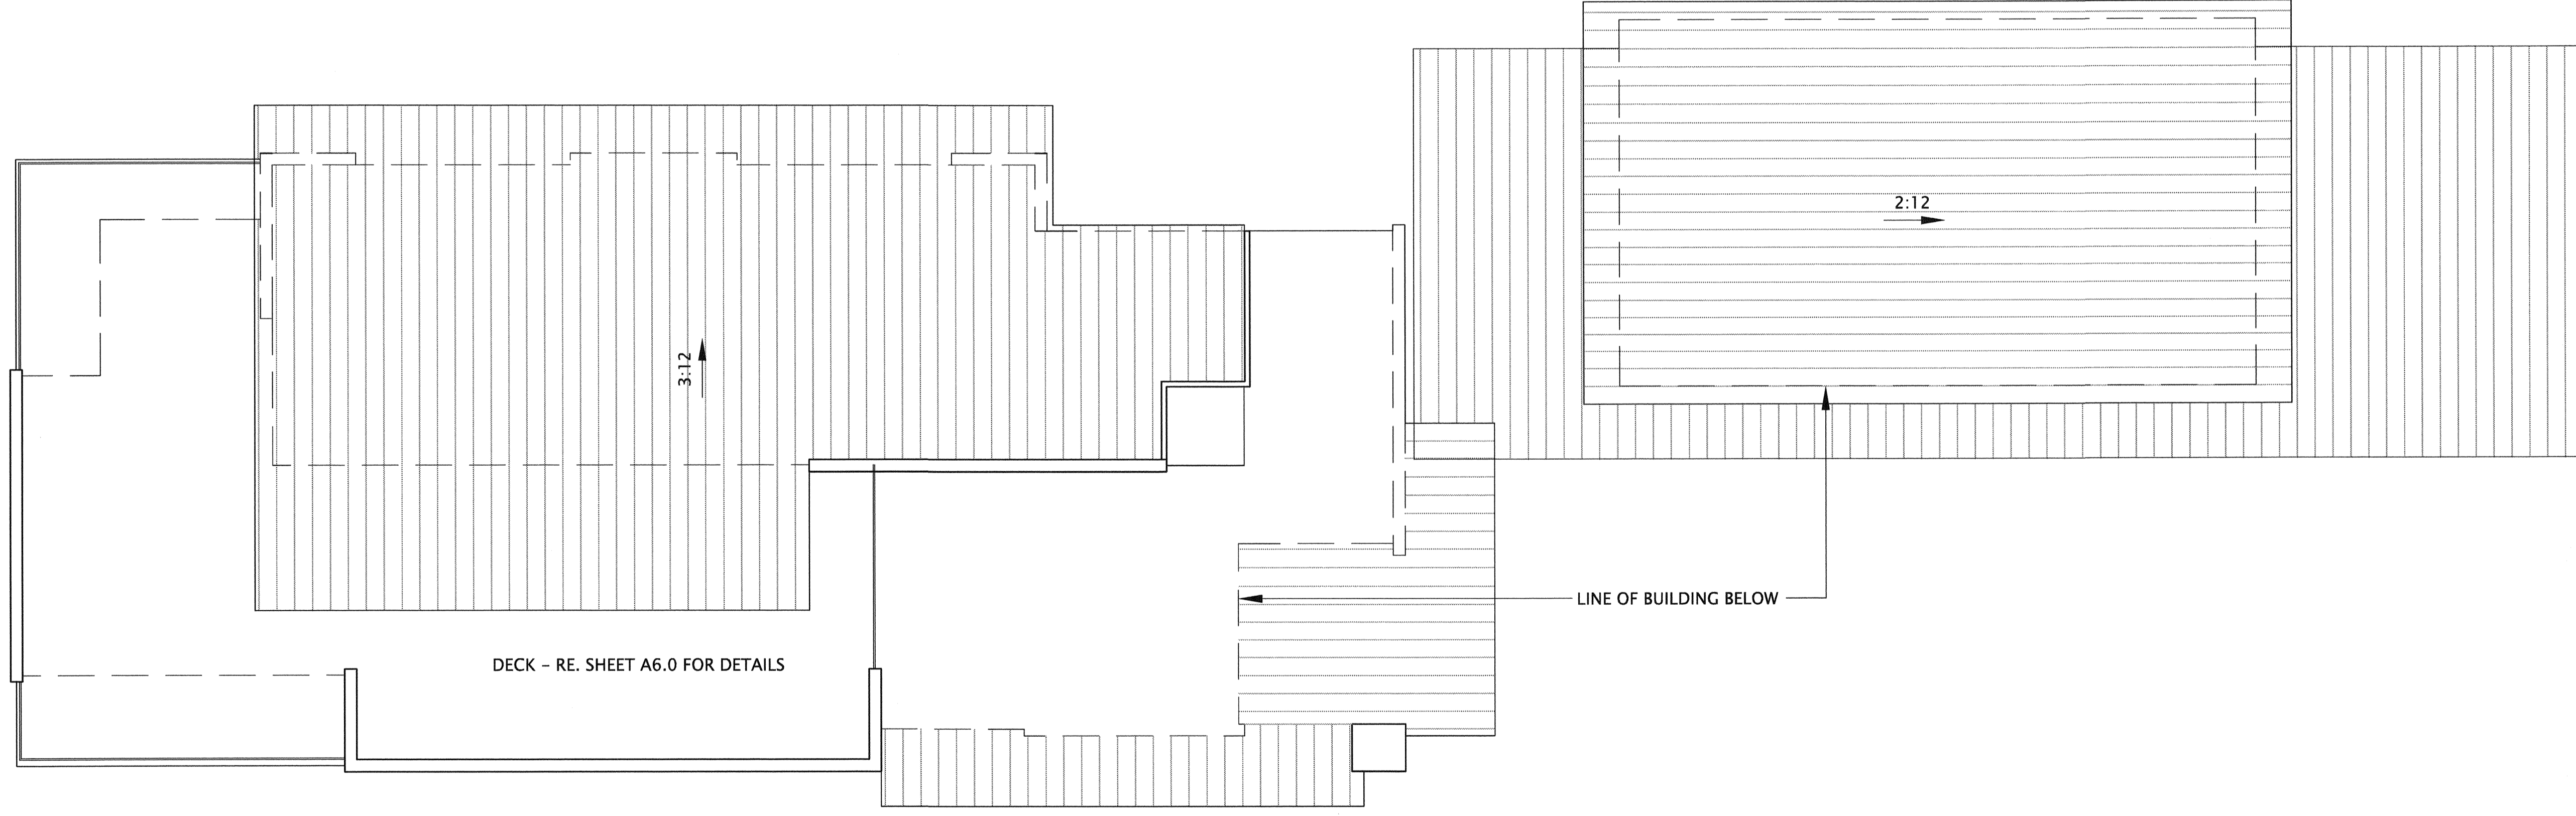 2:12
3:12
LINE OF BUILDING BELOW
DECK – RE. SHEET A6.0 FOR DETAILS